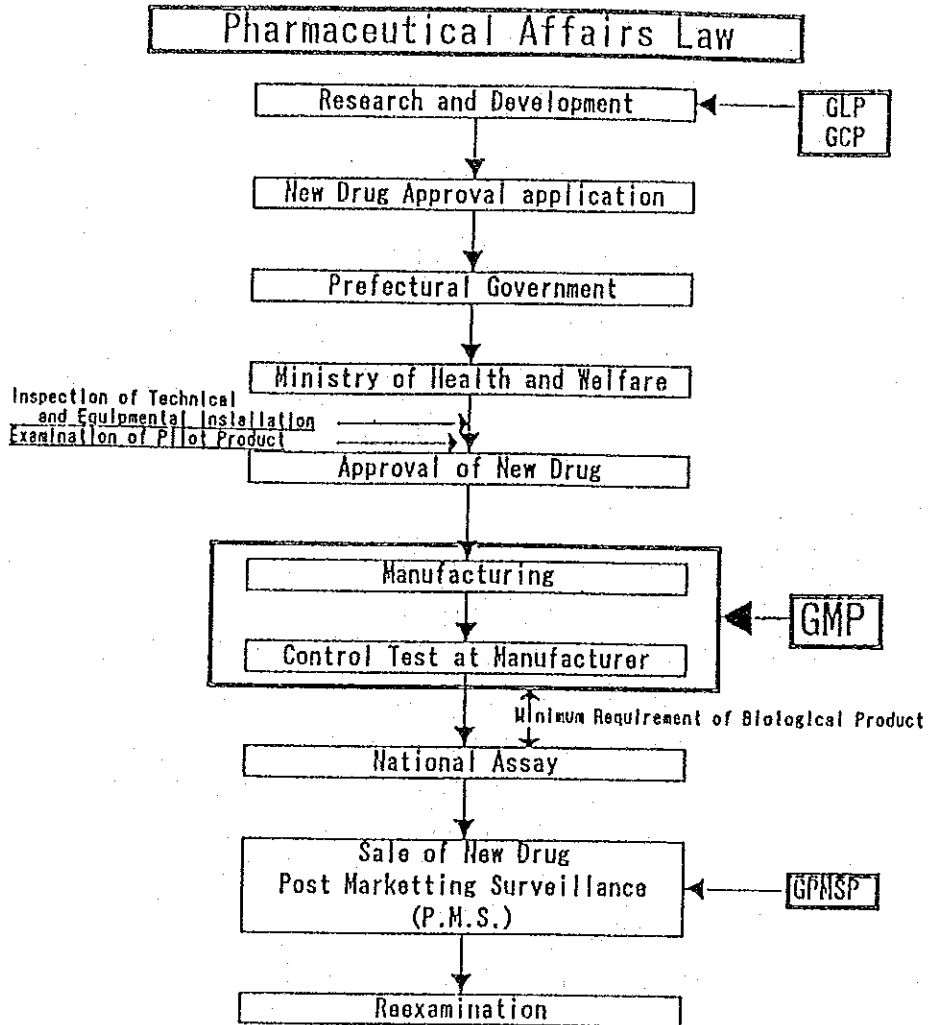 Pharmaceutical Affairs Law
Research and Development
GLP
GCP
New Drug Approval application
Prefectural Government
Ministry of Health and Welfare
Inspection of Technical
and Equipmental Installation
Examination of Pilot Product
Approval of New Drug
Manufacturing
GMP
Control Test at Manufacturer
Minimum Requirement of Biological Product
National Assay
Sale of New Drug
Post Marketting Surveillance
(P.M.S.)
GPMSP
Reexamination